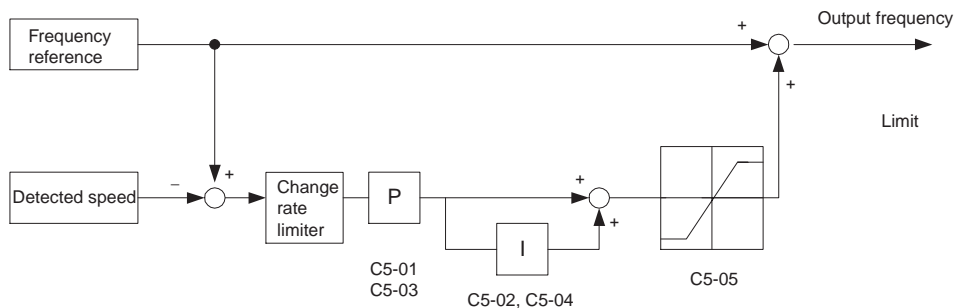 Frequency
reference
+
Output frequency
+
Limit
Detected speed
−
+
Change
rate
limiter
P
+
+
I
C5-01
C5-03
C5-02, C5-04
C5-05